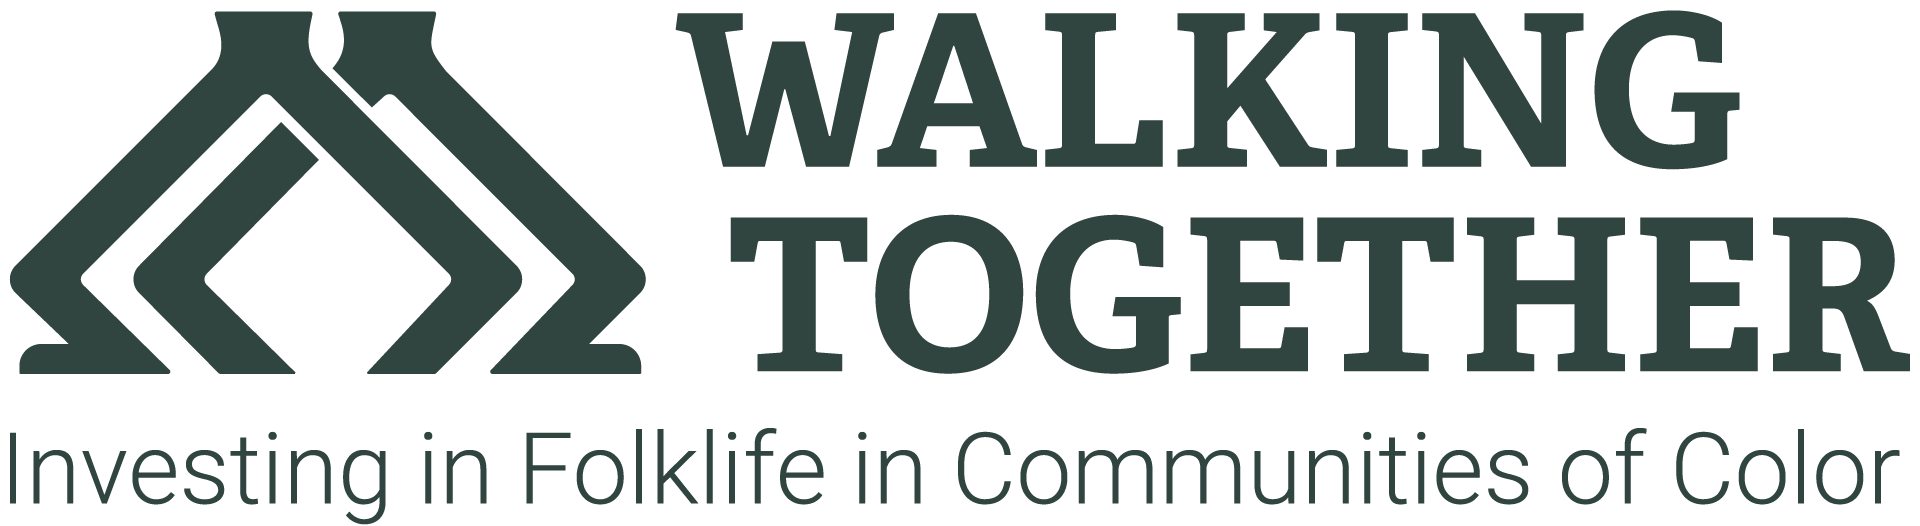 WALKING
TOGETHER
Investing in Folklife in Communities of Color